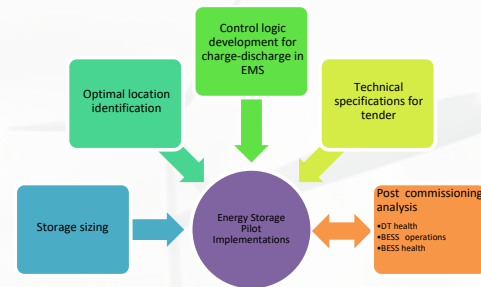 Control logic
development for
charge-discharge in
EMS
Optimal location
identification
Technical
specifications for
tender
Storage sizing
Energy Storage
Pilot
Implementations
Post commissioning
analysis
•DT health
•BESS operations
•BESS health